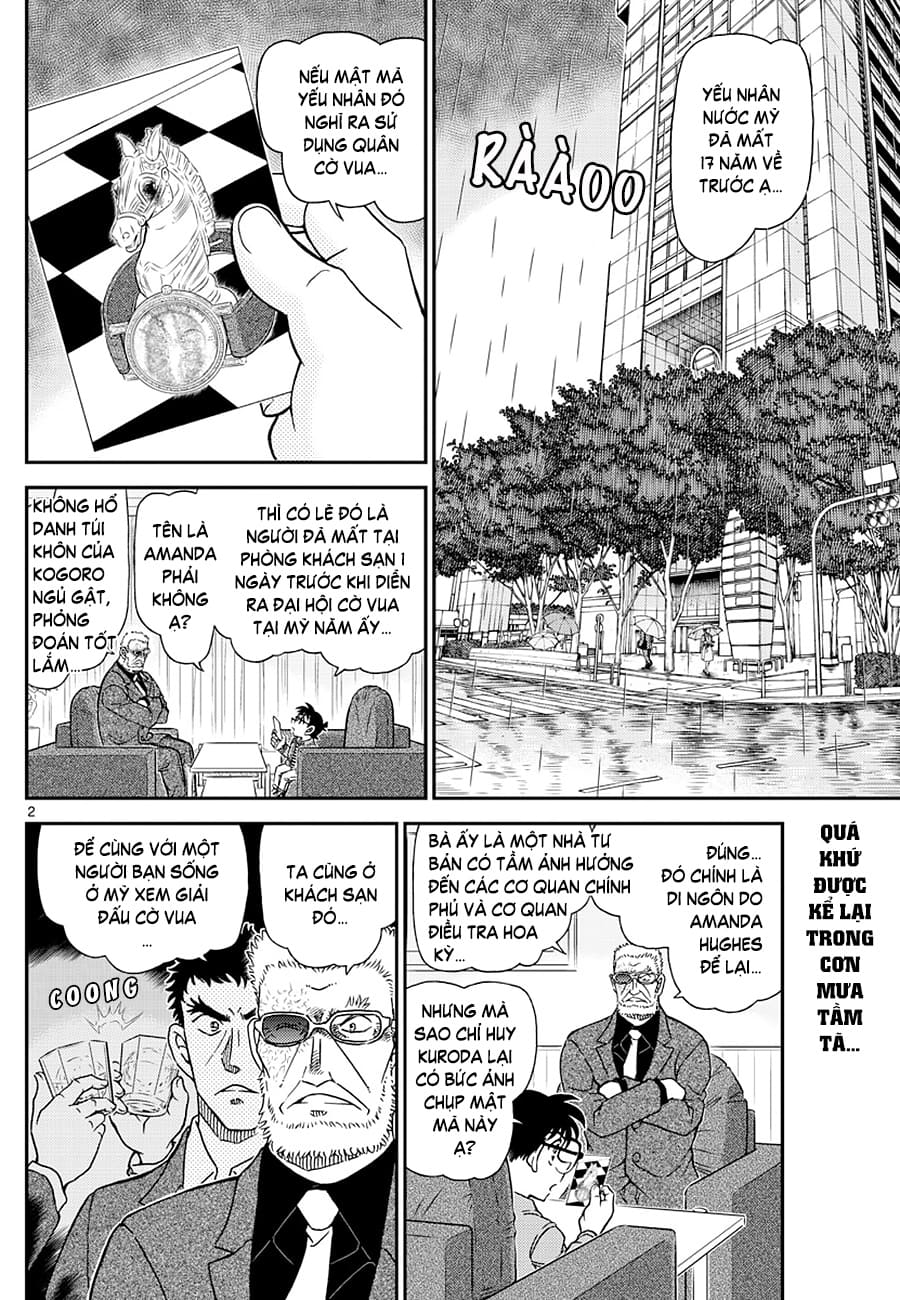 YẾU NHÂN
NƯỚC MỸ
ĐÃ MẤT
17 NĂM VỀ
TRƯỚC Ạ...
RÀÀOO
NẾU MẬT MÃ
YẾU NHÂN ĐÓ
NGHĨ RA SỬ
DỤNG QUÂN
CỜ VUA...
THÌ CÓ LẼ ĐÓ LÀ
NGƯỜI ĐÃ MẤT TẠI
PHÒNG KHÁCH SẠN 1
NGÀY TRƯỚC KHI DIỄN
RA ĐẠI HỘI CỜ VUA
TẠI MỸ NĂM ẤY...
TÊN LÀ
AMANDA
PHẢI
KHÔNG
Ạ?
KHÔNG HỔ
DANH TÚI
KHÔN CỦA
KOGORO
NGỦ GẬT,
PHỎNG
ĐOÁN TỐT
LẮM...
2
QUÁ
KHỨ
ĐƯỢC
KỂ LẠI
TRONG
CƠN
MƯA
TẦM
TÃ...
ĐÚNG...
ĐÓ CHÍNH LÀ
DI NGÔN DO
AMANDA
HUGHES
ĐỂ LẠI...
BÀ ẤY LÀ MỘT NHÀ TƯ
BẢN CÓ TẦM ẢNH HƯỞNG
ĐẾN CÁC CƠ QUAN CHÍNH
PHỦ VÀ CƠ QUAN
ĐIỀU TRA HOA
KỲ...
NHƯNG MÀ
SAO CHỈ HUY
KURODA LẠI
CÓ BỨC ẢNH
CHỤP MẬT
MÃ NÀY
Ạ?
TA CŨNG Ở
KHÁCH SẠN
ĐÓ...
ĐỂ CÙNG VỚI MỘT
NGƯỜI BẠN SỐNG
Ở MỸ XEM GIẢI
ĐẤU CỜ VUA
...
COONG